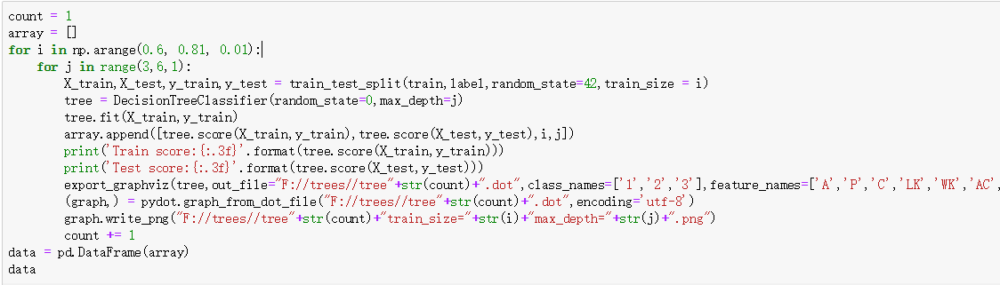 count = 1
array = []
for i in np.arange(0.6, 0.81, 0.01):
    for j in range(3,6,1):
        X_train,X_test,y_train,y_test = train_test_split(train,label,random_state=42,train_size = i)
        tree = DecisionTreeClassifier(random_state=0,max_depth=j)
        tree.fit(X_train,y_train)
        array.append([tree.score(X_train,y_train),tree.score(X_test,y_test),i,j])
        print('Train score:{:.3f}'.format(tree.score(X_train,y_train)))
        print('Test score:{:.3f}'.format(tree.score(X_test,y_test)))
        export_graphviz(tree,out_file="F://trees//tree"+str(count)+".dot",class_names=['1','2','3'],feature_names=['A','P','C','LK','WK','AC',
        (graph,) = pydot.graph_from_dot_file("F://trees//tree"+str(count)+".dot",encoding='utf-8')
        graph.write_png("F://trees//tree"+str(count)+"train_size="+str(i)+"max_depth="+str(j)+".png")
        count += 1
data = pd.DataFrame(array)
data